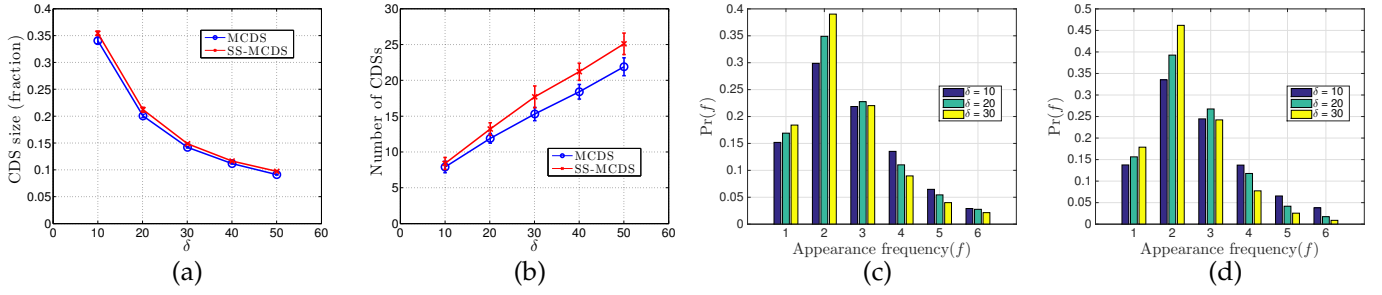 0.4
0.35
0.3
0.25
0.2
0.15
0.1
0.05
0
CDS size (fraction)
MCDS
SS-MCDS
0 10 20 30 40 50 60
δ
(a)
30
25
20
15
10
5
0
Number of CDSs
MCDS
SS-MCDS
0 10 20 30 40 50 60
δ
(b)
0.4
0.35
0.3
0.25
0.2
0.15
0.1
0.05
0
Pr(f)
δ = 10
δ = 20
δ = 30
1 2 3 4 5 6
Appearance frequency(f)
(c)
0.5
0.45
0.4
0.35
0.3
0.25
0.2
0.15
0.1
0.05
0
Pr(f)
δ = 10
δ = 20
δ = 30
1 2 3 4 5 6
Appearance frequency(f)
(d)